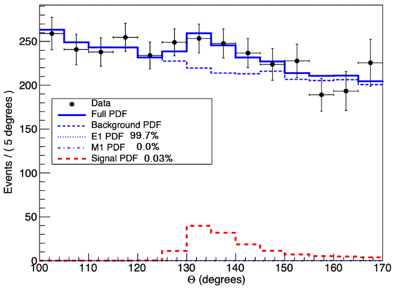 250
200
150
100
50
0
Events / ( 5 degrees )
Data
Full PDF
Background PDF
E1 PDF 99.7%
M1 PDF 0.0%
Signal PDF 0.03%
100 110 120 130 140 150 160 170
Θ (degrees)